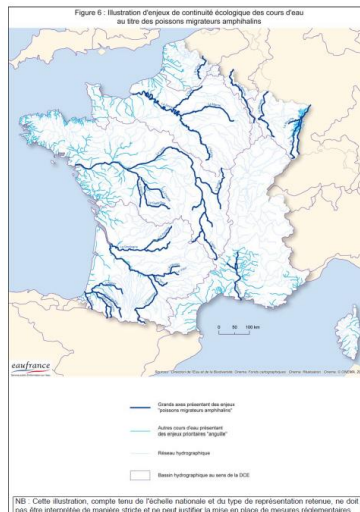 Figure 6 : Illustration d'enjeux de continuité écologique des cours d'eau
au titre des poissons migrateurs amphihalins
0 50 100 km
eaufrance
Grands axes présentant des enjeux
"poissons migrateurs amphihalins"
Autres cours d'eau présentant
des enjeux prioritaires "anguille"
Réseau hydrographique
Bassin hydrographique au sens de la DCE
NB : Cette illustration, compte tenu de l'échelle nationale et du type de représentation retenue, ne doit
pas être interprétée de manière stricte et ne peut justifier la mise en place de mesures réglementaires